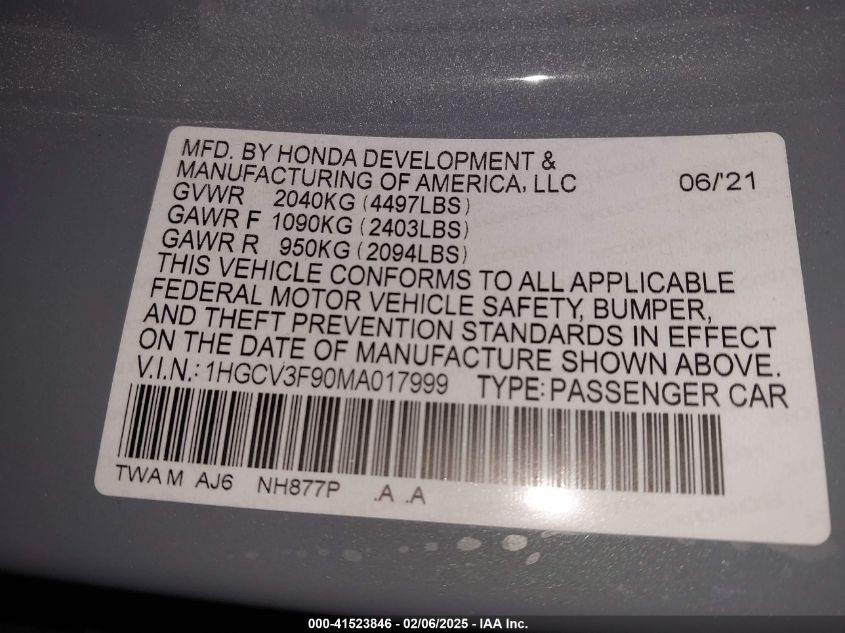 MFD. BY HONDA DEVELOPMENT &
MANUFACTURING OF AMERICA, LLC 06/'21
GVWR 2040KG (4497LBS)
GAWR F 1090KG (2403LBS)
GAWR R 950KG (2094LBS)
THIS VEHICLE CONFORMS TO ALL APPLICABLE
FEDERAL MOTOR VEHICLE SAFETY, BUMPER,
AND THEFT PREVENTION STANDARDS IN EFFECT
ON THE DATE OF MANUFACTURE SHOWN ABOVE.
V.I.N.: 1HGCV3F90MA017999 TYPE: PASSENGER CAR
TWA M AJ6 NH877P .A .A
000-41523846 - 02/06/2025 - IAA Inc.